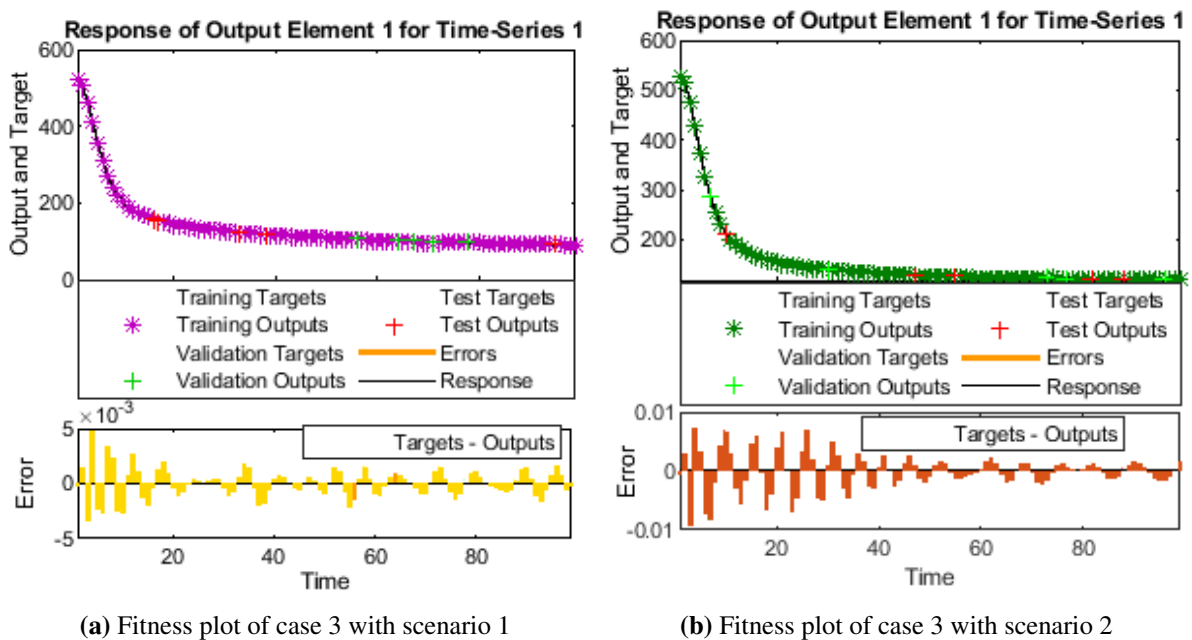 Response of Output Element 1 for Time-Series 1
600
400
200
0
Output and Target
20
40
60
80
Training Targets
Training Outputs
Validation Targets
Validation Outputs
Test Targets
Test Outputs
Errors
Response
×10⁻³
5
0
-5
Error
Targets - Outputs
20
40
60
80
Time
(a) Fitness plot of case 3 with scenario 1
Response of Output Element 1 for Time-Series 1
600
500
400
300
200
Output and Target
Training Targets
Training Outputs
Validation Targets
Validation Outputs
Test Targets
Test Outputs
Errors
Response
0.01
0
-0.01
Error
Targets - Outputs
20
40
60
80
Time
(b) Fitness plot of case 3 with scenario 2